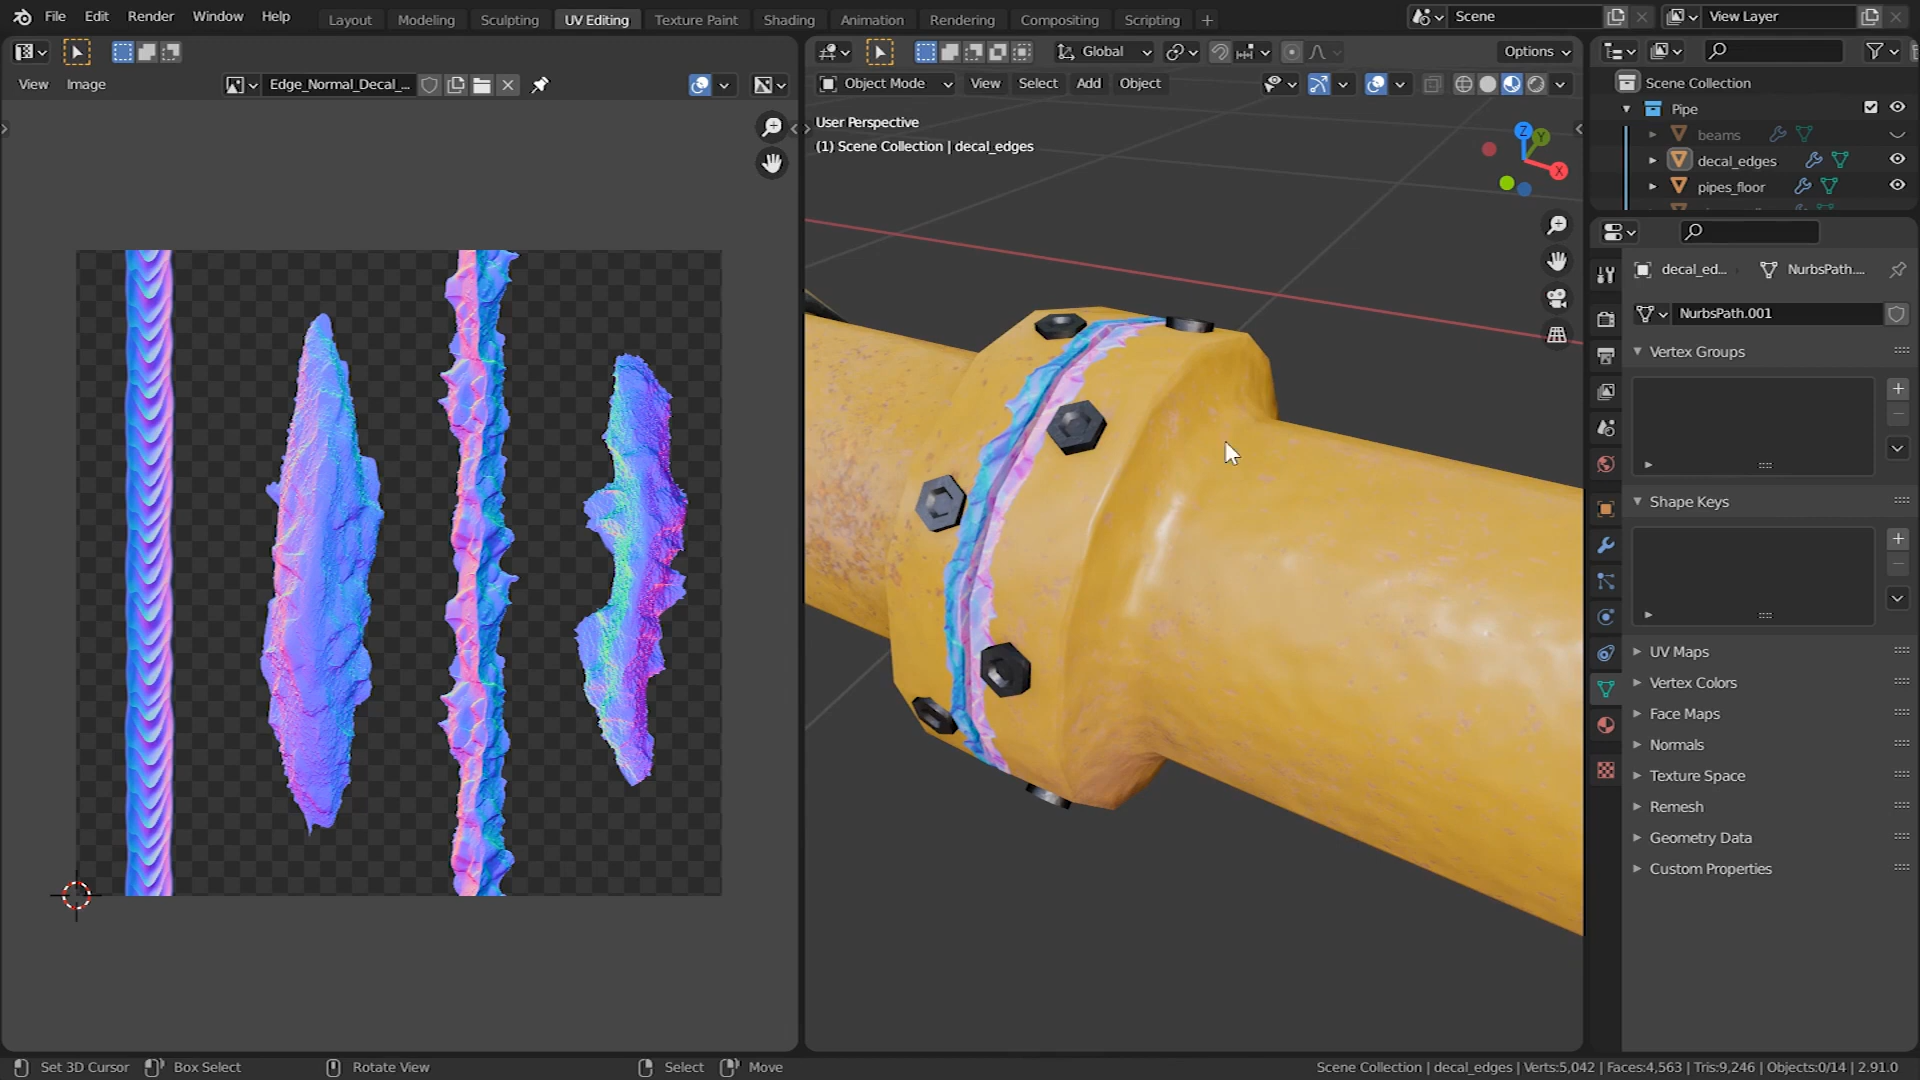 File Edit Render Window Help
Layout Modeling Sculpting UV Editing Texture Paint Shading Animation Rendering Compositing Scripting +
Scene
View Layer
Global
Options
View Image
Edge_Normal_Decal_...
Object Mode View Select Add Object
User Perspective
(1) Scene Collection | decal_edges
Z Y X
Scene Collection
Pipe
beams
decal_edges
pipes_floor
decal_ed...
NurbsPath....
NurbsPath.001
Vertex Groups
Shape Keys
UV Maps
Vertex Colors
Face Maps
Normals
Texture Space
Remesh
Geometry Data
Custom Properties
Set 3D Cursor Box Select Rotate View Select Move
Scene Collection | decal_edges | Verts:5,042 | Faces:4,563 | Tris:9,246 | Objects:0/14 | 2.91.0